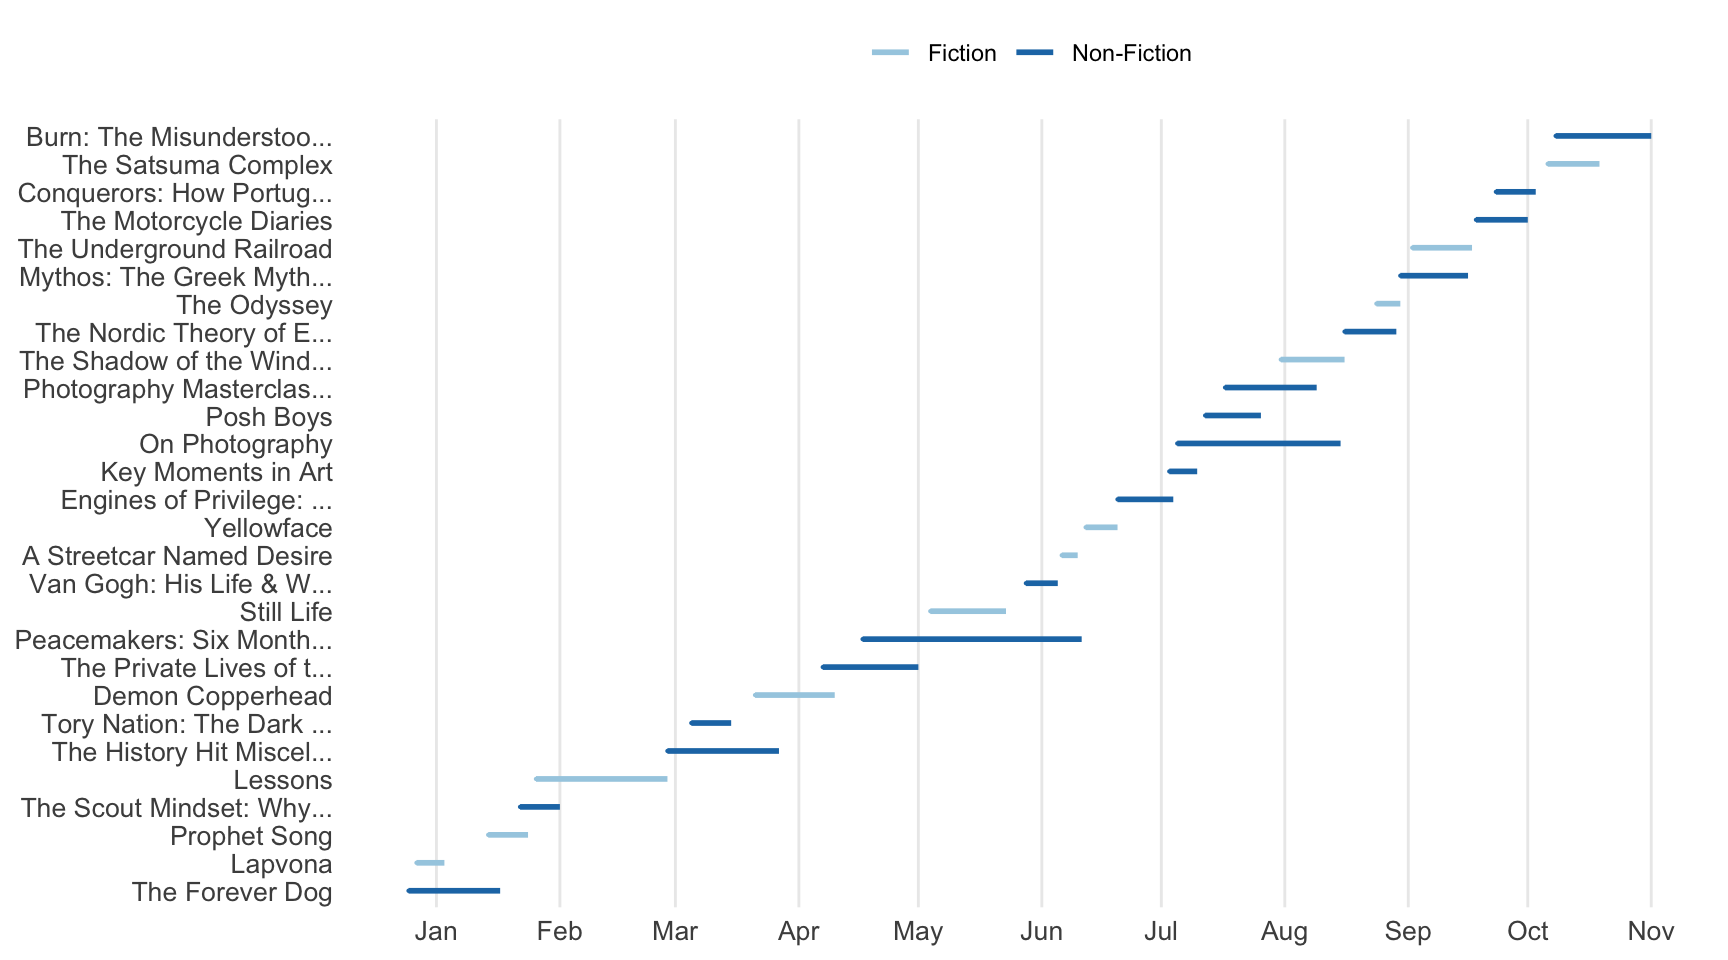 Fiction Non-Fiction
Burn: The Misunderstoo...
The Satsuma Complex
Conquerors: How Portug...
The Motorcycle Diaries
The Underground Railroad
Mythos: The Greek Myth...
The Odyssey
The Nordic Theory of E...
The Shadow of the Wind...
Photography Masterclas...
Posh Boys
On Photography
Key Moments in Art
Engines of Privilege: ...
Yellowface
A Streetcar Named Desire
Van Gogh: His Life & W...
Still Life
Peacemakers: Six Month...
The Private Lives of t...
Demon Copperhead
Tory Nation: The Dark ...
The History Hit Miscel...
Lessons
The Scout Mindset: Why...
Prophet Song
Lapvona
The Forever Dog
Jan Feb Mar Apr May Jun Jul Aug Sep Oct Nov